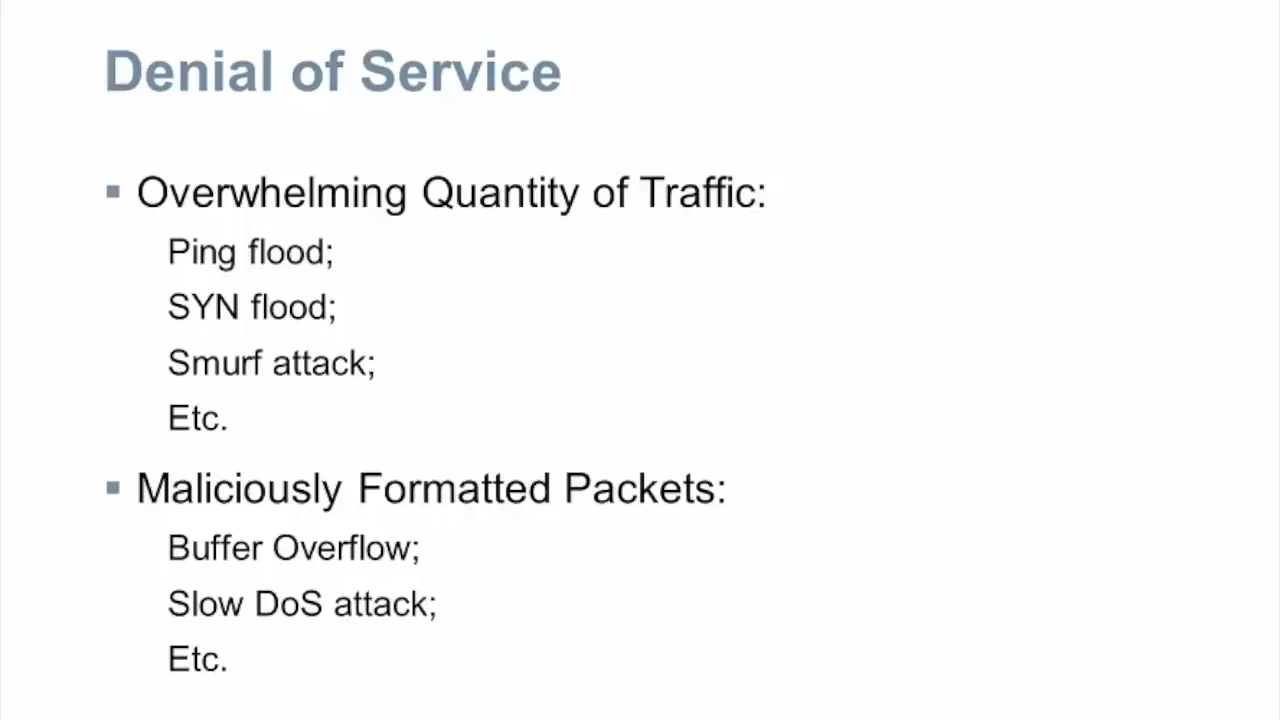 Denial of Service
▪ Overwhelming Quantity of Traffic:
Ping flood;
SYN flood;
Smurf attack;
Etc.
▪ Maliciously Formatted Packets:
Buffer Overflow;
Slow DoS attack;
Etc.